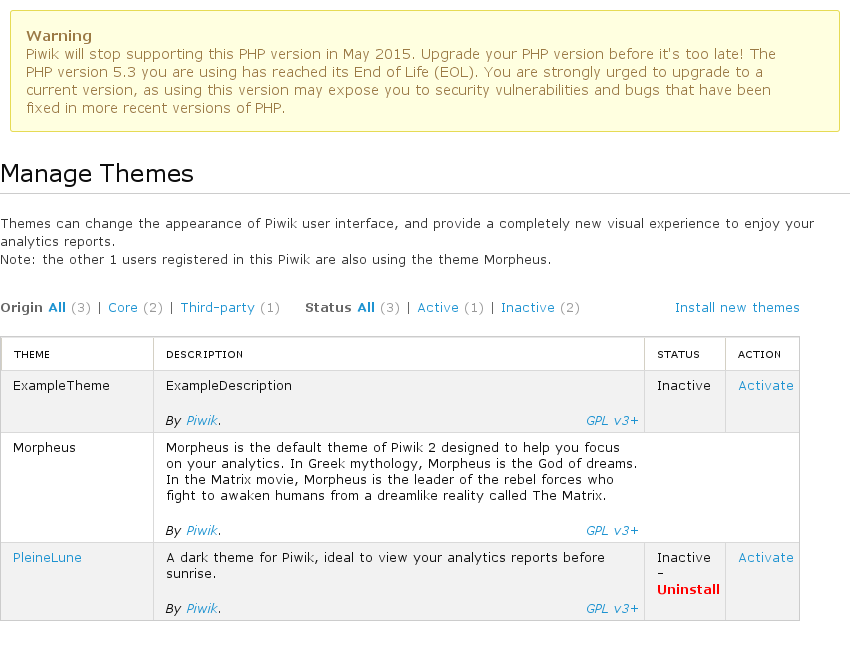 Warning
Piwik will stop supporting this PHP version in May 2015. Upgrade your PHP version before it's too late! The
PHP version 5.3 you are using has reached its End of Life (EOL). You are strongly urged to upgrade to a
current version, as using this version may expose you to security vulnerabilities and bugs that have been
fixed in more recent versions of PHP.
Manage Themes
Themes can change the appearance of Piwik user interface, and provide a completely new visual experience to enjoy your
analytics reports.
Note: the other 1 users registered in this Piwik are also using the theme Morpheus.
Origin All (3) | Core (2) | Third-party (1) Status All (3) | Active (1) | Inactive (2) Install new themes
THEME DESCRIPTION STATUS ACTION
ExampleTheme ExampleDescription Inactive Activate
By Piwik. GPL v3+
Morpheus Morpheus is the default theme of Piwik 2 designed to help you focus
on your analytics. In Greek mythology, Morpheus is the God of dreams.
In the Matrix movie, Morpheus is the leader of the rebel forces who
fight to awaken humans from a dreamlike reality called The Matrix.
By Piwik. GPL v3+
PleineLune A dark theme for Piwik, ideal to view your analytics reports before Inactive Activate
sunrise. -
Uninstall
By Piwik. GPL v3+